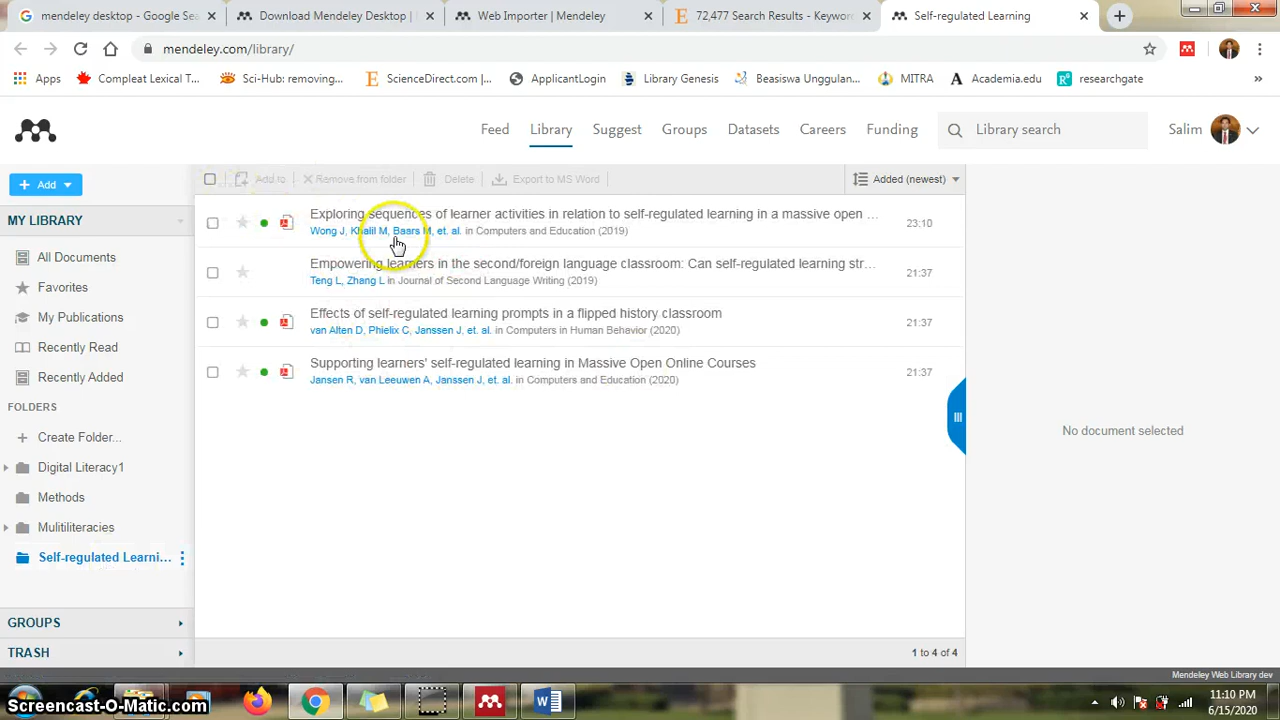 mendeley desktop - Google Sea
Download Mendeley Desktop |
Web Importer | Mendeley
72,477 Search Results - Keyword
Self-regulated Learning
mendeley.com/library/
Apps
Compleat Lexical T...
Sci-Hub: removing...
ScienceDirect.com |...
ApplicantLogin
Library Genesis
Beasiswa Unggulan...
MITRA
Academia.edu
researchgate
»
Feed
Library
Suggest
Groups
Datasets
Careers
Funding
Library search
Salim
+ Add
Add to
Remove from folder
Delete
Export to MS Word
Added (newest)
MY LIBRARY
All Documents
Favorites
My Publications
Recently Read
Recently Added
FOLDERS
Create Folder...
Digital Literacy1
Methods
Multiliteracies
Self-regulated Learni...
GROUPS
TRASH
Exploring sequences of learner activities in relation to self-regulated learning in a massive open ...
Wong J, Khalil M, Baars M, et. al. in Computers and Education (2019)
23:10
Empowering learners in the second/foreign language classroom: Can self-regulated learning str...
Teng L, Zhang L in Journal of Second Language Writing (2019)
21:37
Effects of self-regulated learning prompts in a flipped history classroom
van Alten D, Phielix C, Janssen J, et. al. in Computers in Human Behavior (2020)
21:37
Supporting learners' self-regulated learning in Massive Open Online Courses
Jansen R, van Leeuwen A, Janssen J, et. al. in Computers and Education (2020)
21:37
No document selected
1 to 4 of 4
Mendeley Web Library dev
Screencast-O-Matic.com
11:10 PM
6/15/2020